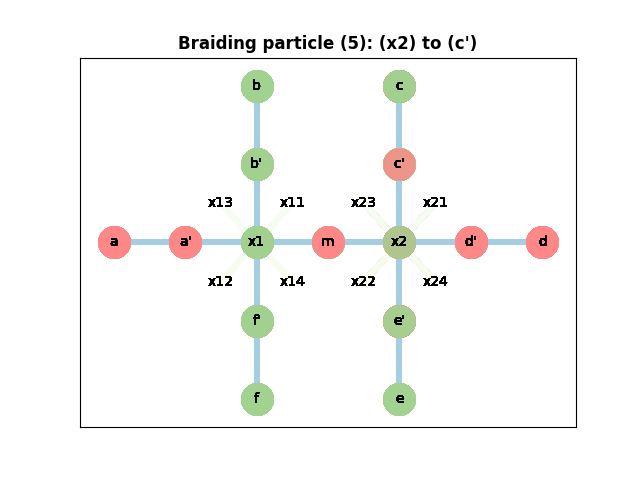 Braiding particle (5): (x2) to (c')
b c
b' c'
x13 x11 x23 x21
a a' x1 m x2 d' d
x12 x14 x22 x24
f' e'
f e